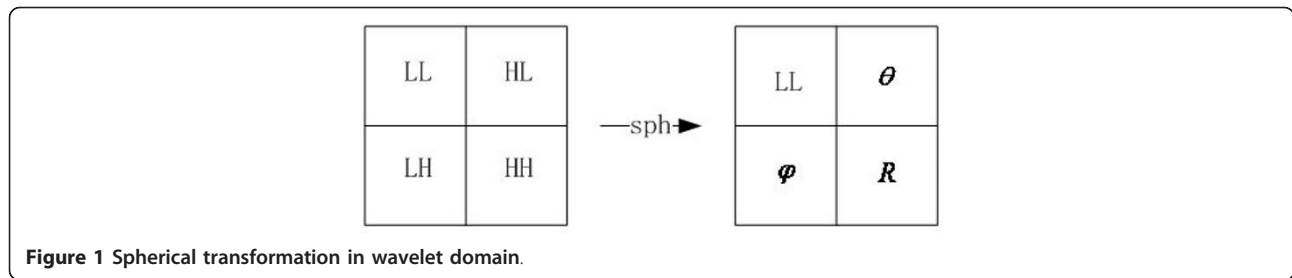 LL HL
LL θ
sph
LH HH
φ R
Figure 1 Spherical transformation in wavelet domain.